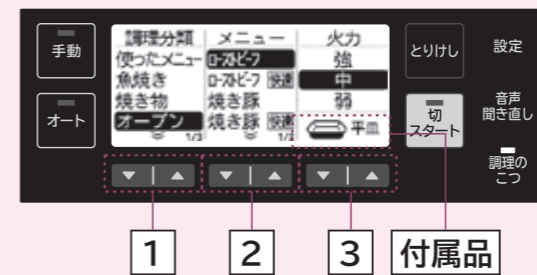 手動
オート
調理分類
使ったメニュー
魚焼き
焼き物
オーブン
1/3
メニュー
ローストビーフ
ローストビーフ 快速
焼き豚
焼き豚 快速
1/3
火力
強
中
弱
平皿
とりけし
切
スタート
設定
音声
聞き直し
調理の
こつ
▼ | ▲
▼ | ▲
▼ | ▲
1
2
3
付属品